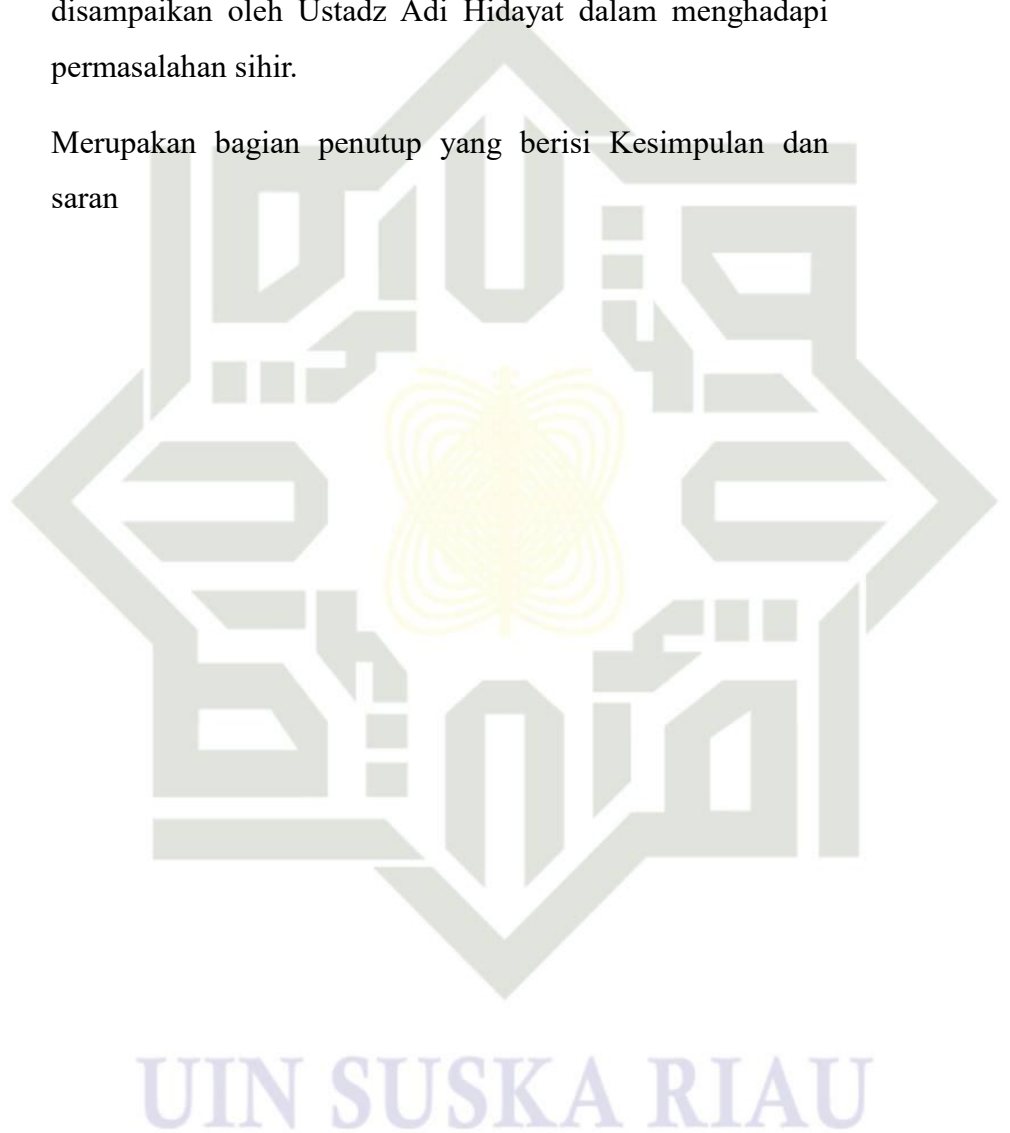 disampaikan oleh Ustadz Adi Hidayat dalam menghadapi
permasalahan sihir.
Merupakan bagian penutup yang berisi Kesimpulan dan
saran
UIN SUSKA RIAU